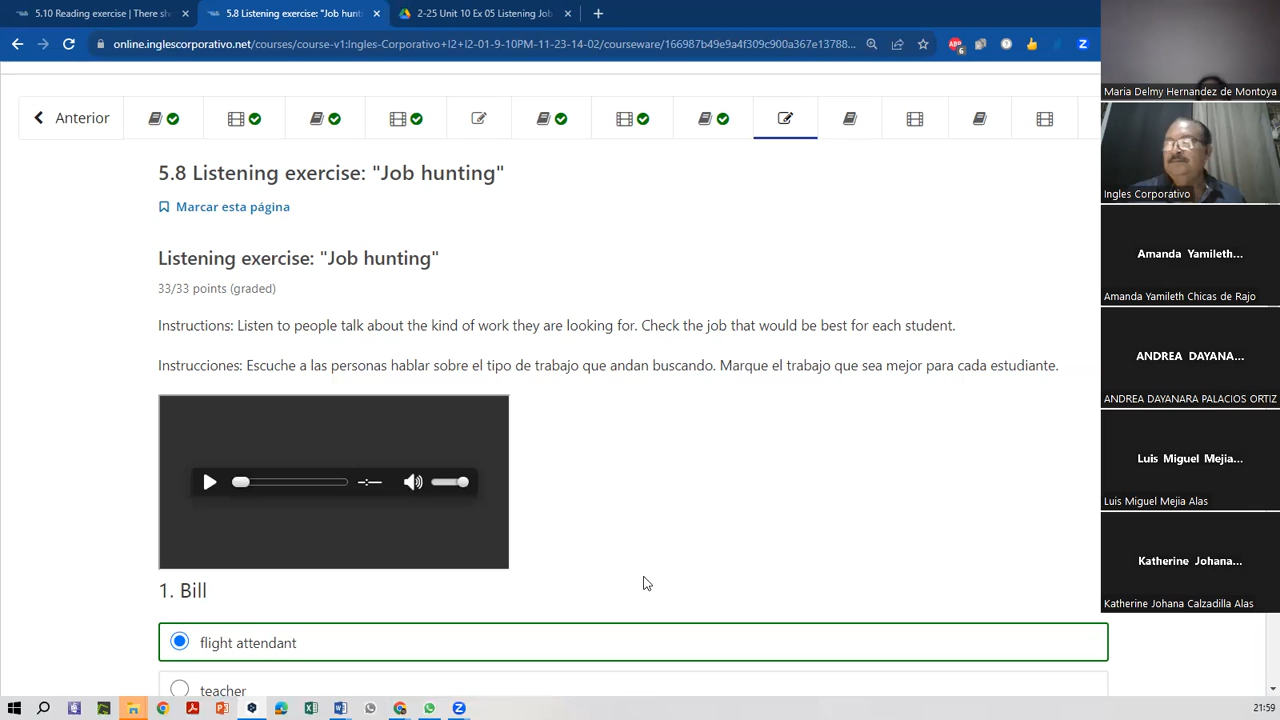 5.10 Reading exercise | There sh
5.8 Listening exercise: "Job hunt
2-25 Unit 10 Ex 05 Listening Job
online.inglescorporativo.net/courses/course-v1:Ingles-Corporativo+I2+I2-01-9-10PM-11-23-14-02/courseware/166987b49e9a4f309c900a367e13788...
6
Anterior
5.8 Listening exercise: "Job hunting"
Marcar esta página
Listening exercise: "Job hunting"
33/33 points (graded)
Instructions: Listen to people talk about the kind of work they are looking for. Check the job that would be best for each student.
Instrucciones: Escuche a las personas hablar sobre el tipo de trabajo que andan buscando. Marque el trabajo que sea mejor para cada estudiante.
-:-
1. Bill
flight attendant
teacher
Maria Delmy Hernandez de Montoya
Ingles Corporativo
Amanda Yamileth...
Amanda Yamileth Chicas de Rajo
ANDREA DAYANA...
ANDREA DAYANARA PALACIOS ORTIZ
Luis Miguel Mejia...
Luis Miguel Mejia Alas
Katherine Johana...
Katherine Johana Calzadilla Alas
21:59